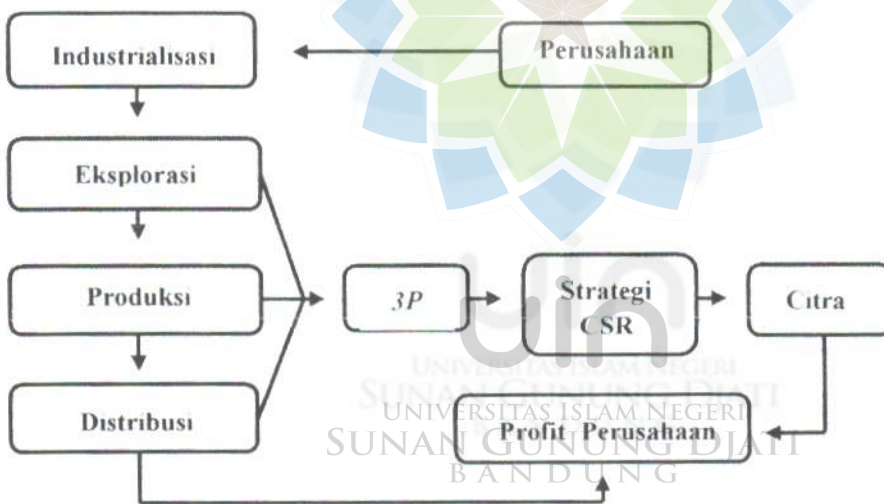 Industrialisasi
Perusahaan
Eksplorasi
Produksi
3P
Strategi
CSR
Citra
Distribusi
Profit Perusahaan
uin
UNIVERSITAS ISLAM NEGERI
SUNAN GUNUNG DJATI
UNIVERSITAS ISLAM NEGERI
SUNAN GUNUNG DJATI
BANDUNG